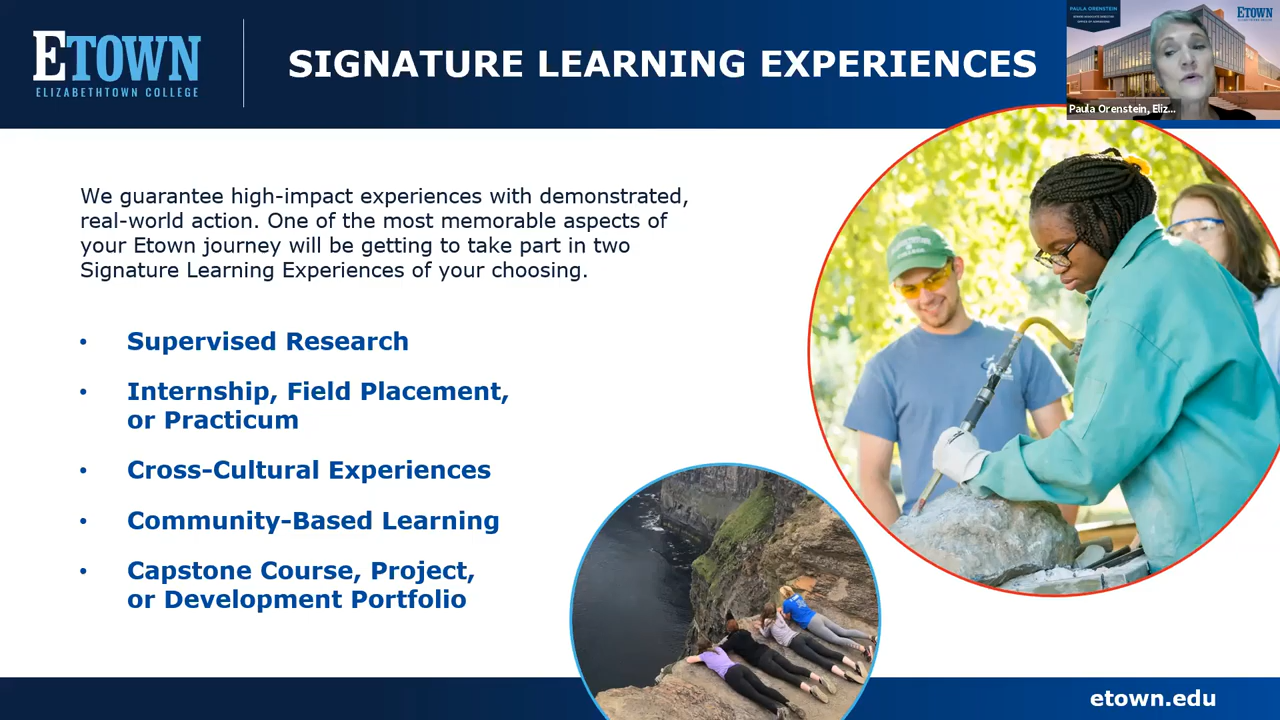 ETOWN
ELIZABETHTOWN COLLEGE
SIGNATURE LEARNING EXPERIENCES
PAULA ORENSTEIN
ETOWN
Paula Orenstein, Eliz...
We guarantee high-impact experiences with demonstrated,
real-world action. One of the most memorable aspects of
your Etown journey will be getting to take part in two
Signature Learning Experiences of your choosing.
• Supervised Research
• Internship, Field Placement,
or Practicum
• Cross-Cultural Experiences
• Community-Based Learning
• Capstone Course, Project,
or Development Portfolio
etown.edu